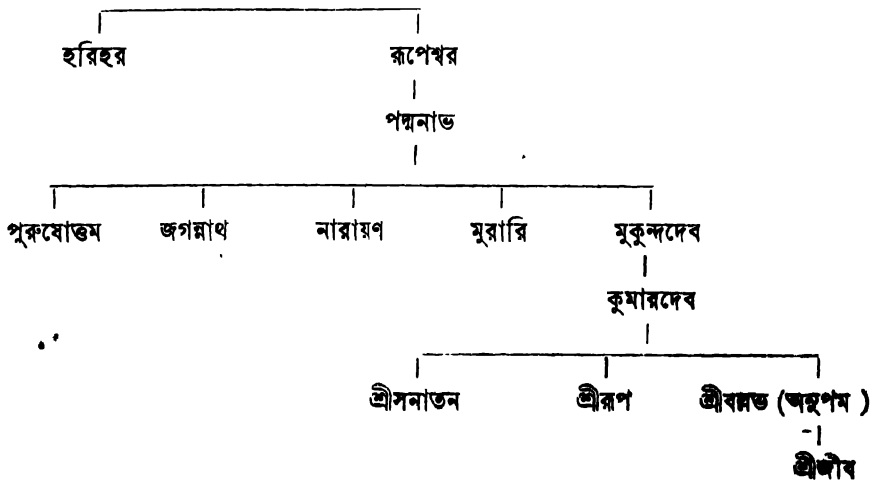 হরিহর রূপেশ্বর
পদ্মনাভ
পুরুষোত্তম জগন্নাথ নারায়ণ মুরারি মুকুন্দদেব
কুমারদেব
শ্রীসনাতন শ্রীরূপ শ্রীবল্লভ (অনুপম )
শ্রীজীব